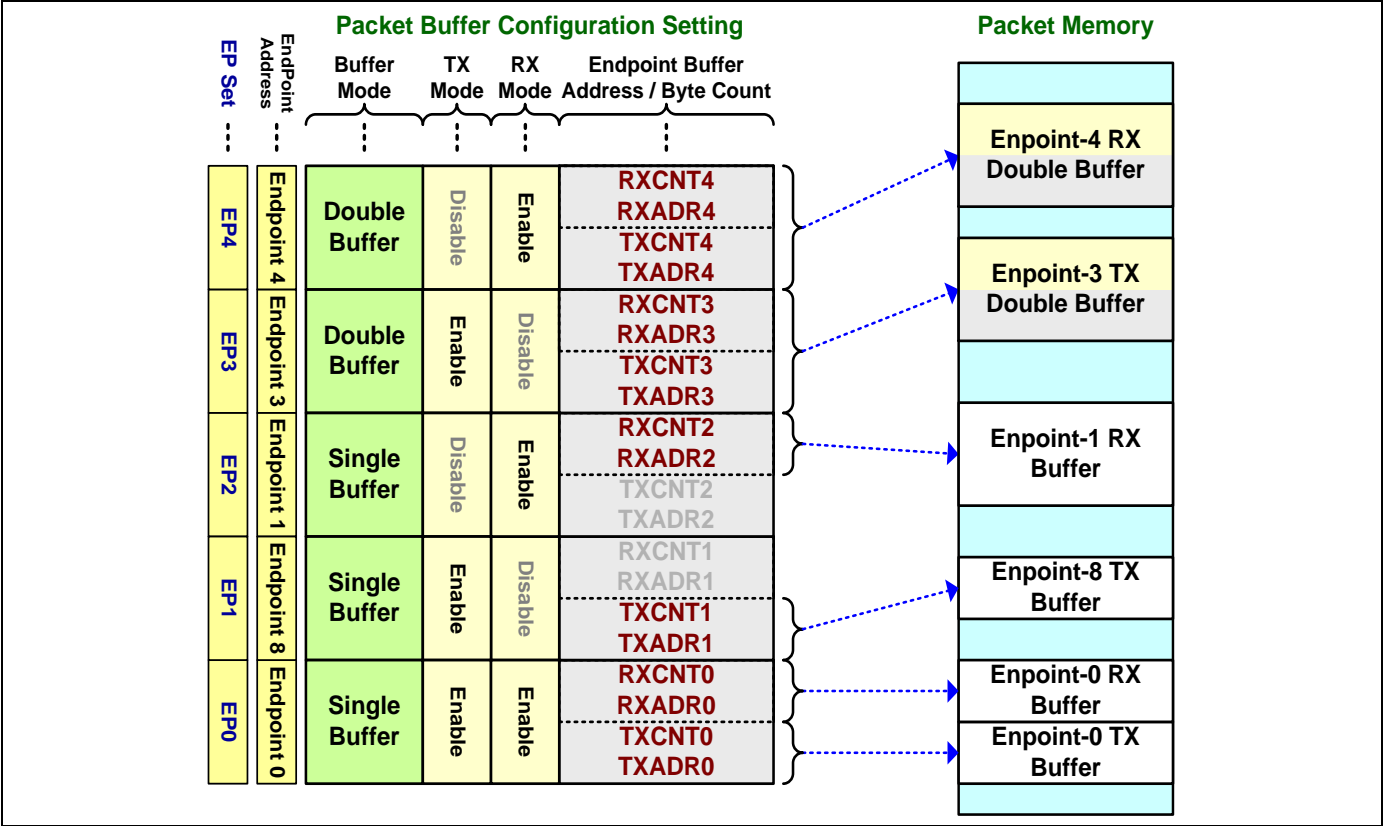 Packet Buffer Configuration Setting
Packet Memory
EP Set
EndPoint
Address
Buffer
Mode
TX
Mode
RX
Mode
Endpoint Buffer
Address / Byte Count
EP4
Endpoint 4
Double
Buffer
Disable
Enable
RXCNT4
RXADR4
TXCNT4
TXADR4
EP3
Endpoint 3
Double
Buffer
Enable
Disable
RXCNT3
RXADR3
TXCNT3
TXADR3
EP2
Endpoint 1
Single
Buffer
Disable
Enable
RXCNT2
RXADR2
TXCNT2
TXADR2
EP1
Endpoint 8
Single
Buffer
Enable
Disable
RXCNT1
RXADR1
TXCNT1
TXADR1
EP0
Endpoint 0
Single
Buffer
Enable
Enable
RXCNT0
RXADR0
TXCNT0
TXADR0
Enpoint-4 RX
Double Buffer
Enpoint-3 TX
Double Buffer
Enpoint-1 RX
Buffer
Enpoint-8 TX
Buffer
Enpoint-0 RX
Buffer
Enpoint-0 TX
Buffer